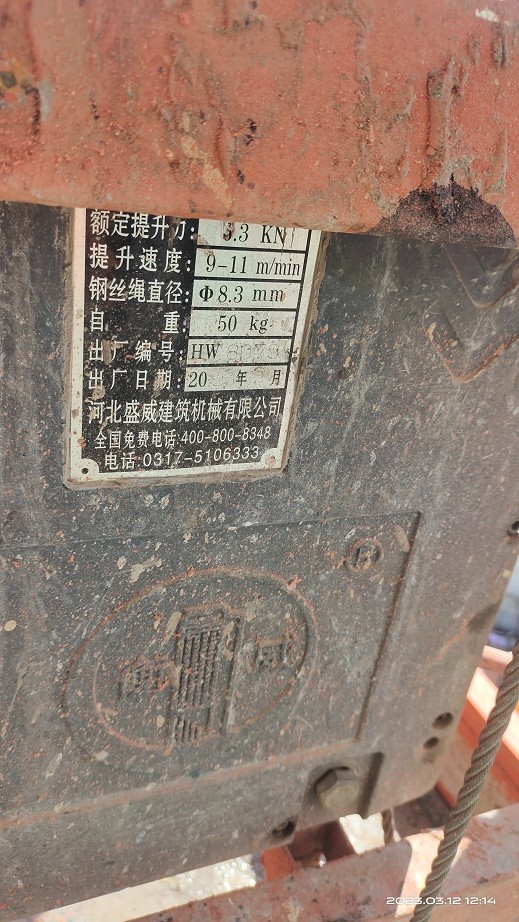 额定提升力: 6.3 KN
提升速度: 9-11 m/min
钢丝绳直径: Φ8.3 mm
自 重: 50 kg
出厂编号: HW
出厂日期: 20 年 月
河北盛威建筑机械有限公司
全国免费电话:400-800-8348
电话:0317-5106333
2023.03.12 12:14